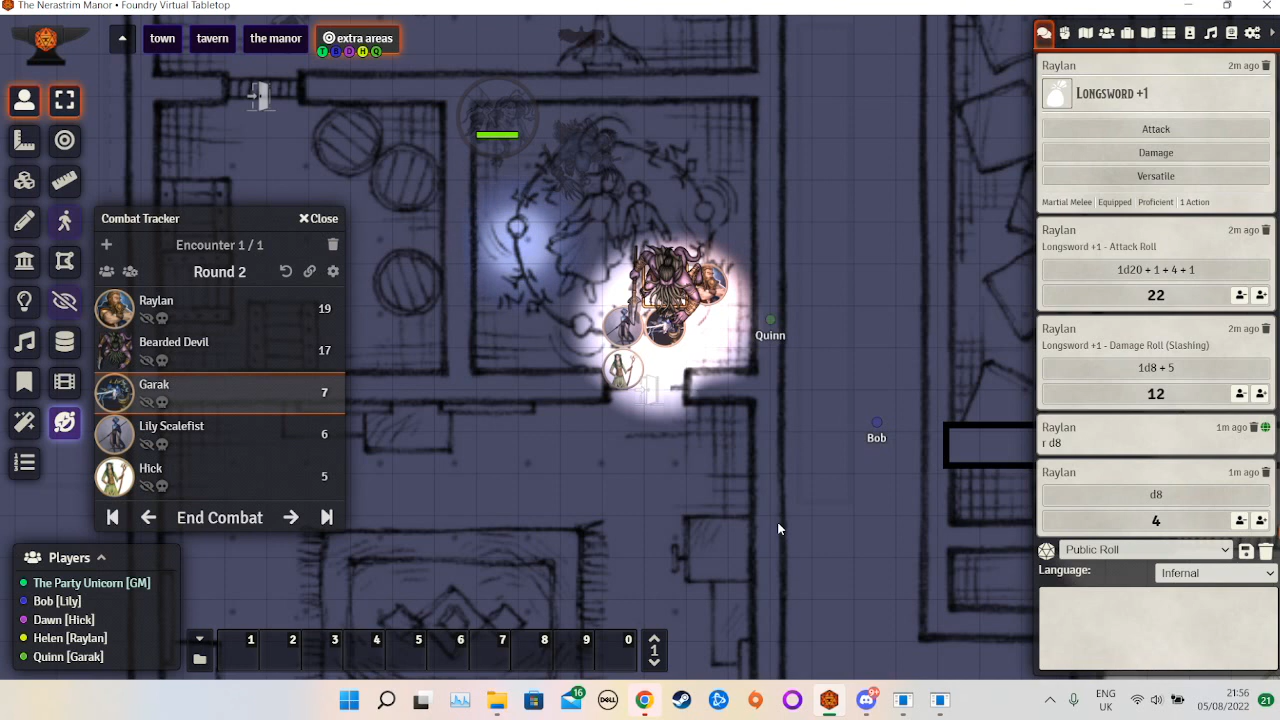 The Nerastrim Manor • Foundry Virtual Tabletop
town
tavern
the manor
extra areas
T B D H Q
Combat Tracker
Close
Encounter 1 / 1
Round 2
Raylan
19
Bearded Devil
17
Garak
7
Lily Scalefist
6
Hick
5
End Combat
Players
The Party Unicorn [GM]
Bob [Lily]
Dawn [Hick]
Helen [Raylan]
Quinn [Garak]
Quinn
Bob
1 2 3 4 5 6 7 8 9 0
1
Raylan 2m ago
Longsword +1
Attack
Damage
Versatile
Martial Melee Equipped Proficient 1 Action
Raylan 2m ago
Longsword +1 - Attack Roll
1d20 + 1 + 4 + 1
22
Raylan 2m ago
Longsword +1 - Damage Roll (Slashing)
1d8 + 5
12
Raylan 1m ago
r d8
Raylan 1m ago
d8
4
Public Roll
Language: Infernal
16
DELL
9+
ENG
UK
21:56
05/08/2022
21